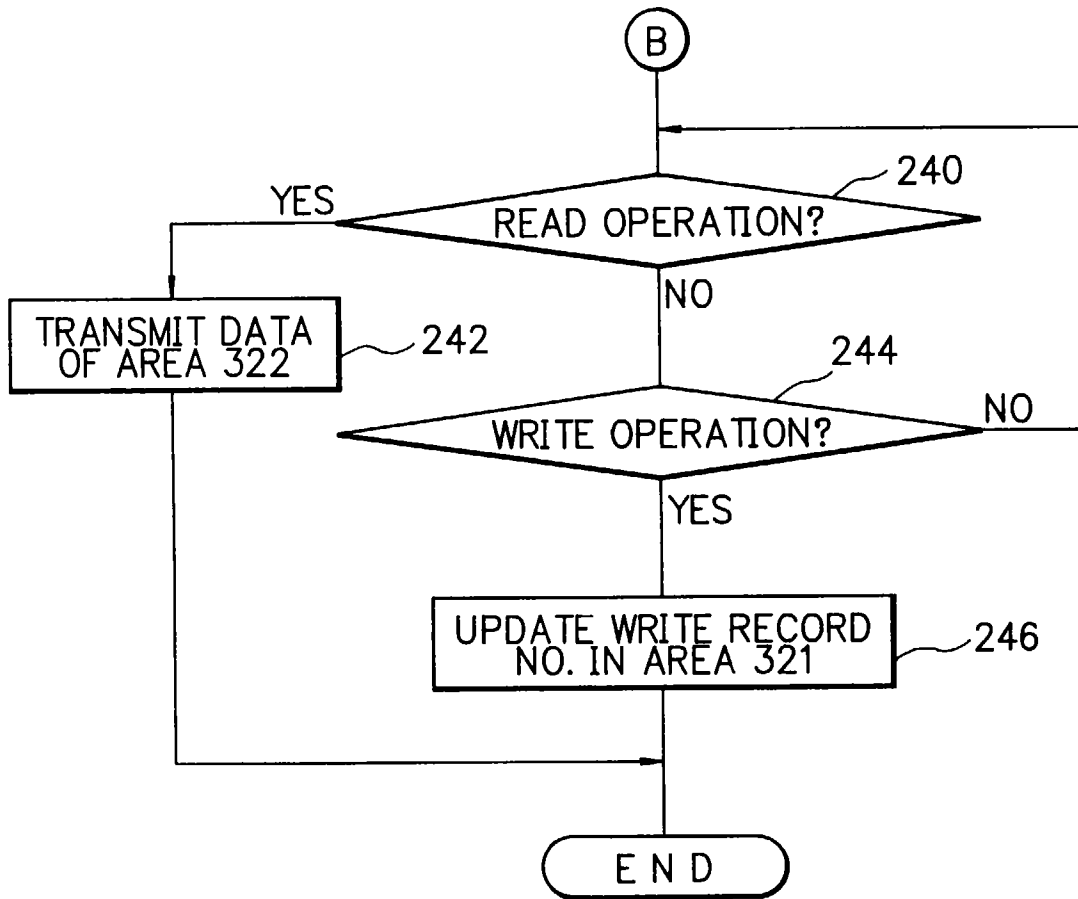 B
240
YES
READ OPERATION?
NO
TRANSMIT DATA
OF AREA 322
242
244
NO
WRITE OPERATION?
YES
UPDATE WRITE RECORD
NO. IN AREA 321
246
END